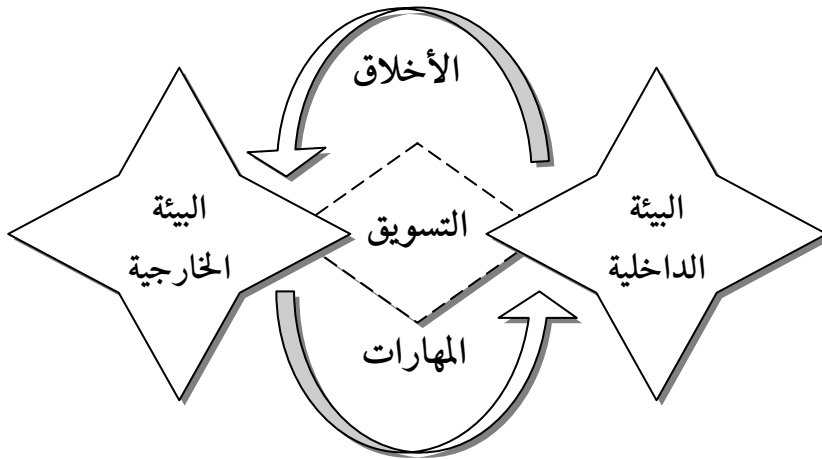 الأخلاق
البيئة
الداخلية
التسويق
البيئة
الخارجية
المهارات